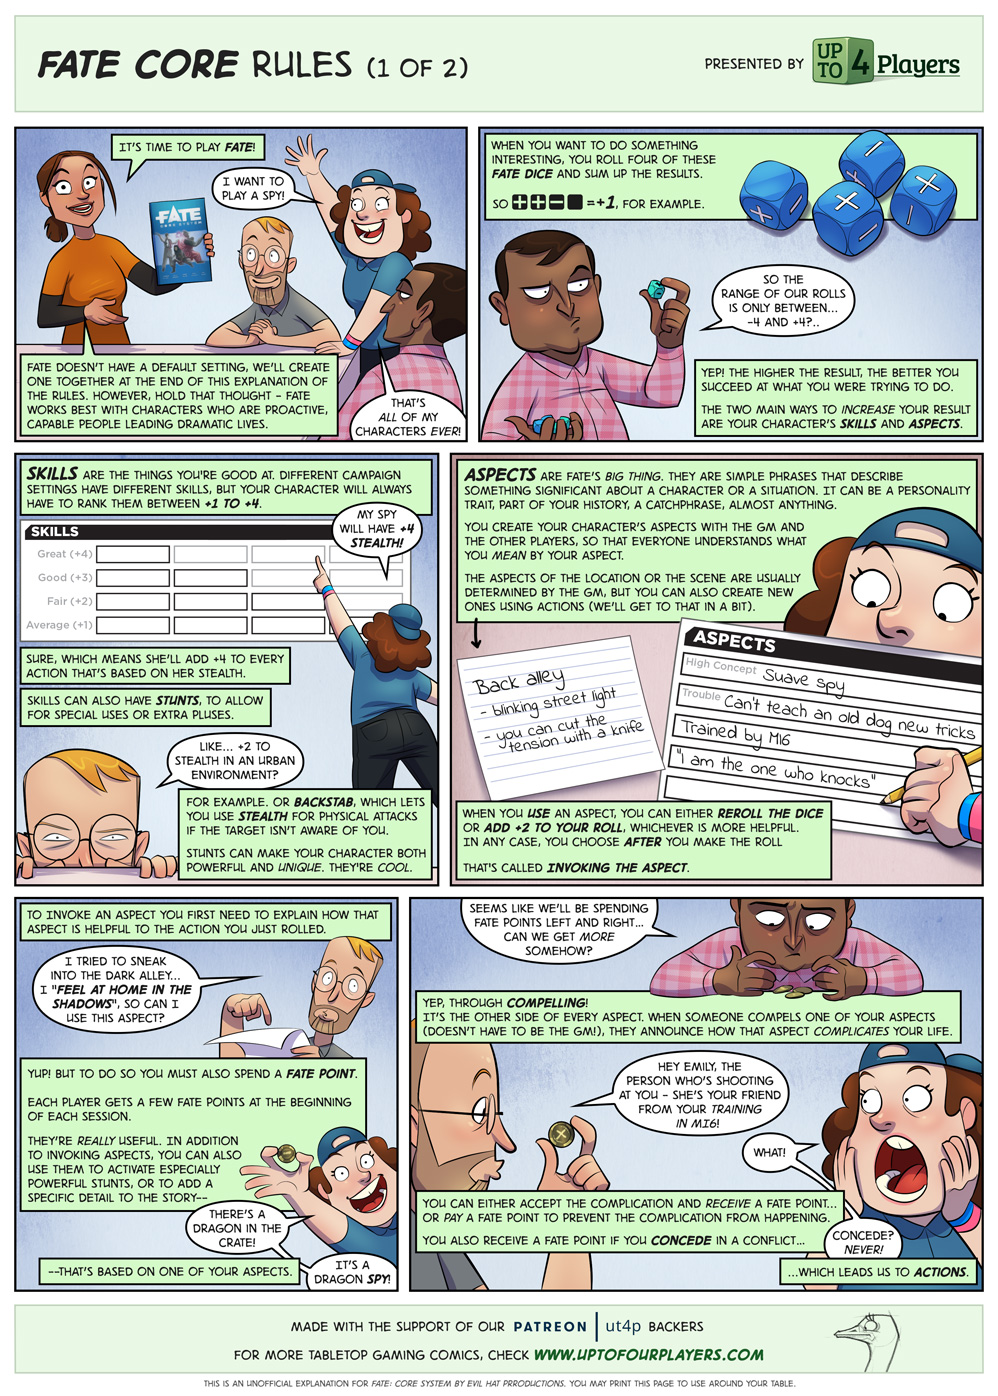 FATE CORE RULES (1 OF 2)
PRESENTED BY
UP TO 4 Players
IT'S TIME TO PLAY FATE!
I WANT TO
PLAY A SPY!
FATE
CORE SYSTEM
FATE DOESN'T HAVE A DEFAULT SETTING, WE'LL CREATE
ONE TOGETHER AT THE END OF THIS EXPLANATION OF
THE RULES. HOWEVER, HOLD THAT THOUGHT – FATE
WORKS BEST WITH CHARACTERS WHO ARE PROACTIVE,
CAPABLE PEOPLE LEADING DRAMATIC LIVES.
THAT'S
ALL OF MY
CHARACTERS EVER!
WHEN YOU WANT TO DO SOMETHING
INTERESTING, YOU ROLL FOUR OF THESE
FATE DICE AND SUM UP THE RESULTS.
SO =+1, FOR EXAMPLE.
SO THE
RANGE OF OUR ROLLS
IS ONLY BETWEEN...
-4 AND +4?..
YEP! THE HIGHER THE RESULT, THE BETTER YOU
SUCCEED AT WHAT YOU WERE TRYING TO DO.
THE TWO MAIN WAYS TO INCREASE YOUR RESULT
ARE YOUR CHARACTER'S SKILLS AND ASPECTS.
SKILLS ARE THE THINGS YOU'RE GOOD AT. DIFFERENT CAMPAIGN
SETTINGS HAVE DIFFERENT SKILLS, BUT YOUR CHARACTER WILL ALWAYS
HAVE TO RANK THEM BETWEEN +1 TO +4.
MY SPY
WILL HAVE +4
STEALTH!
SKILLS
Great (+4)
Good (+3)
Fair (+2)
Average (+1)
SURE, WHICH MEANS SHE'LL ADD +4 TO EVERY
ACTION THAT'S BASED ON HER STEALTH.
SKILLS CAN ALSO HAVE STUNTS, TO ALLOW
FOR SPECIAL USES OR EXTRA PLUSES.
LIKE... +2 TO
STEALTH IN AN URBAN
ENVIRONMENT?
FOR EXAMPLE. OR BACKSTAB, WHICH LETS
YOU USE STEALTH FOR PHYSICAL ATTACKS
IF THE TARGET ISN'T AWARE OF YOU.
STUNTS CAN MAKE YOUR CHARACTER BOTH
POWERFUL AND UNIQUE. THEY'RE COOL.
ASPECTS ARE FATE'S BIG THING. THEY ARE SIMPLE PHRASES THAT DESCRIBE
SOMETHING SIGNIFICANT ABOUT A CHARACTER OR A SITUATION. IT CAN BE A PERSONALITY
TRAIT, PART OF YOUR HISTORY, A CATCHPHRASE, ALMOST ANYTHING.
YOU CREATE YOUR CHARACTER'S ASPECTS WITH THE GM AND
THE OTHER PLAYERS, SO THAT EVERYONE UNDERSTANDS WHAT
YOU MEAN BY YOUR ASPECT.
THE ASPECTS OF THE LOCATION OR THE SCENE ARE USUALLY
DETERMINED BY THE GM, BUT YOU CAN ALSO CREATE NEW
ONES USING ACTIONS (WE'LL GET TO THAT IN A BIT).
Back alley
- blinking street light
- you can cut the
tension with a knife
ASPECTS
High Concept Suave spy
Trouble Can't teach an old dog new tricks
Trained by MI6
"I am the one who knocks"
WHEN YOU USE AN ASPECT, YOU CAN EITHER REROLL THE DICE
OR ADD +2 TO YOUR ROLL, WHICHEVER IS MORE HELPFUL.
IN ANY CASE, YOU CHOOSE AFTER YOU MAKE THE ROLL
THAT'S CALLED INVOKING THE ASPECT.
TO INVOKE AN ASPECT YOU FIRST NEED TO EXPLAIN HOW THAT
ASPECT IS HELPFUL TO THE ACTION YOU JUST ROLLED.
I TRIED TO SNEAK
INTO THE DARK ALLEY...
I "FEEL AT HOME IN THE
SHADOWS", SO CAN I
USE THIS ASPECT?
YUP! BUT TO DO SO YOU MUST ALSO SPEND A FATE POINT.
EACH PLAYER GETS A FEW FATE POINTS AT THE BEGINNING
OF EACH SESSION.
THEY'RE REALLY USEFUL. IN ADDITION
TO INVOKING ASPECTS, YOU CAN ALSO
USE THEM TO ACTIVATE ESPECIALLY
POWERFUL STUNTS, OR TO ADD A
SPECIFIC DETAIL TO THE STORY--
THERE'S A
DRAGON IN THE
CRATE!
--THAT'S BASED ON ONE OF YOUR ASPECTS.
IT'S A
DRAGON SPY!
SEEMS LIKE WE'LL BE SPENDING
FATE POINTS LEFT AND RIGHT...
CAN WE GET MORE
SOMEHOW?
YEP, THROUGH COMPELLING!
IT'S THE OTHER SIDE OF EVERY ASPECT. WHEN SOMEONE COMPELS ONE OF YOUR ASPECTS
(DOESN'T HAVE TO BE THE GM!), THEY ANNOUNCE HOW THAT ASPECT COMPLICATES YOUR LIFE.
HEY EMILY, THE
PERSON WHO'S SHOOTING
AT YOU – SHE'S YOUR FRIEND
FROM YOUR TRAINING
IN MI6!
WHAT!
YOU CAN EITHER ACCEPT THE COMPLICATION AND RECEIVE A FATE POINT...
OR PAY A FATE POINT TO PREVENT THE COMPLICATION FROM HAPPENING.
YOU ALSO RECEIVE A FATE POINT IF YOU CONCEDE IN A CONFLICT...
CONCEDE?
NEVER!
...WHICH LEADS US TO ACTIONS.
MADE WITH THE SUPPORT OF OUR PATREON | ut4p BACKERS
FOR MORE TABLETOP GAMING COMICS, CHECK WWW.UPTOFOURPLAYERS.COM
THIS IS AN UNOFFICIAL EXPLANATION FOR FATE: CORE SYSTEM BY EVIL HAT PRRODUCTIONS. YOU MAY PRINT THIS PAGE TO USE AROUND YOUR TABLE.